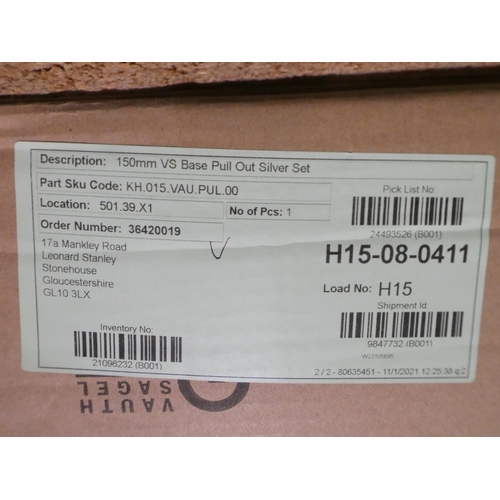 Description: 150mm VS Base Pull Out Silver Set
Part Sku Code: KH.015.VAU.PUL.00
Location: 501.39.X1
No of Pcs: 1
Order Number: 36420019
17a Mankley Road
Leonard Stanley
Stonehouse
Gloucestershire
GL10 3LX
Inventory No:
21096232 (B001)
Pick List No:
24493526 (B001)
H15-08-0411
Load No: H15
Shipment Id:
9847732 (B001)
2 / 2 - 80635451 - 11/1/2021 12.25.38
VAUTH
SAGEL